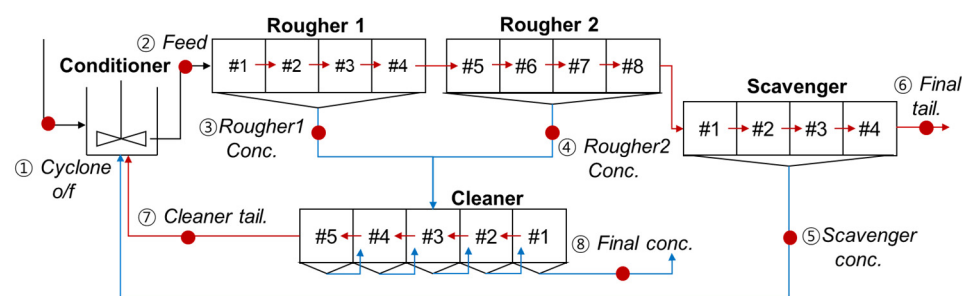 Rougher 1
Rougher 2
② Feed
Conditioner
#1 #2 #3 #4
#5 #6 #7 #8
Scavenger
⑥ Final
tail.
#1 #2 #3 #4
③Rougher1
Conc.
④ Rougher2
Conc.
① Cyclone
o/f
Cleaner
⑦ Cleaner tail.
#5 #4 #3 #2 #1
⑧ Final conc.
⑤Scavenger
conc.